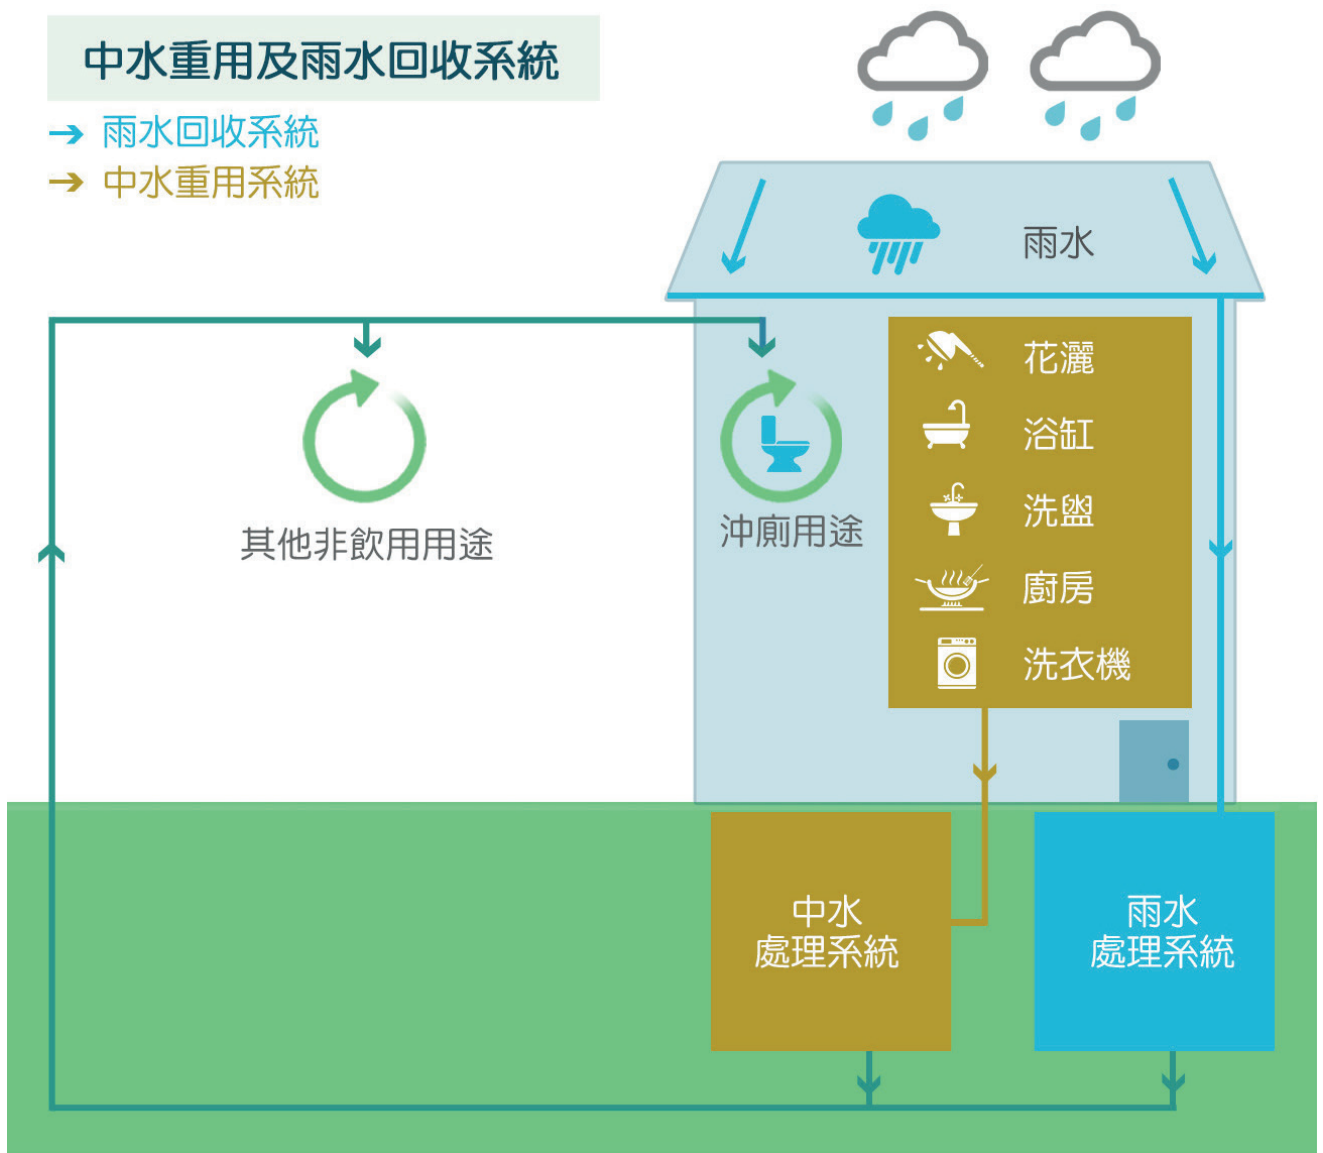 中水重用及雨水回收系統
雨水回收系統
中水重用系統
雨水
花灑
浴缸
洗盥
廚房
洗衣機
其他非飲用用途
沖廁用途
中水
處理系統
雨水
處理系統